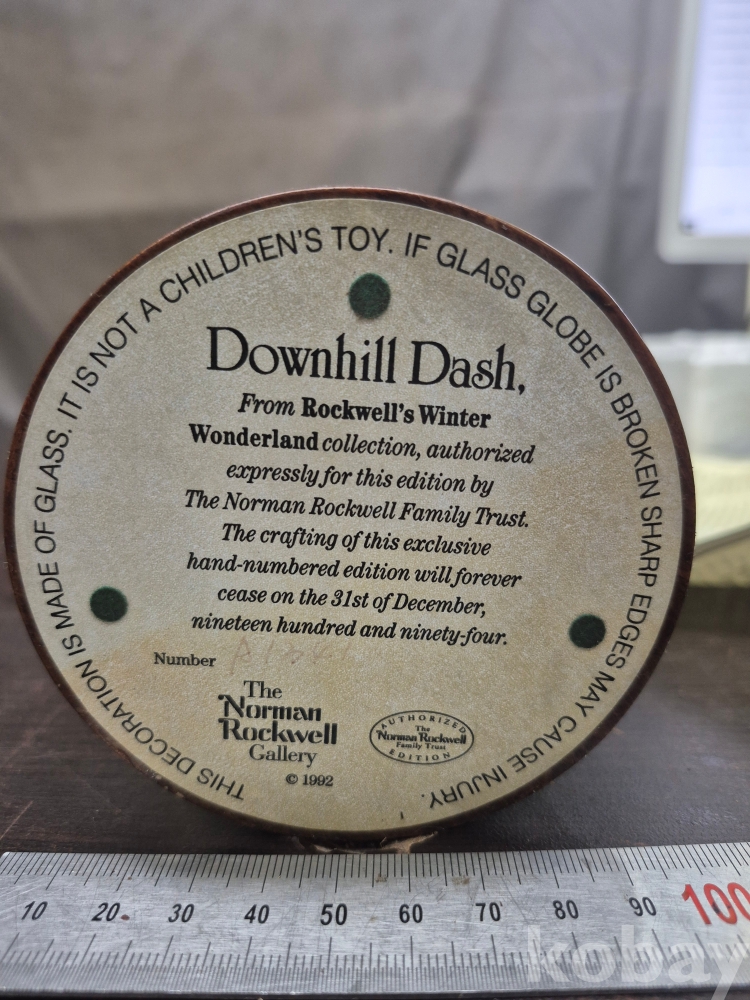 THIS DECORATION IS MADE OF GLASS. IT IS NOT A CHILDREN'S TOY. IF GLASS GLOBE IS BROKEN SHARP EDGES MAY CAUSE INJURY.
Downhill Dash,
From Rockwell's Winter
Wonderland collection, authorized
expressly for this edition by
The Norman Rockwell Family Trust.
The crafting of this exclusive
hand-numbered edition will forever
cease on the 31st of December,
nineteen hundred and ninety-four.
Number
The
Norman
Rockwell
Gallery
© 1992
AUTHORIZED
The
Norman Rockwell
Family Trust
EDITION
10 20 30 40 50 60 70 80 90 100
kobay